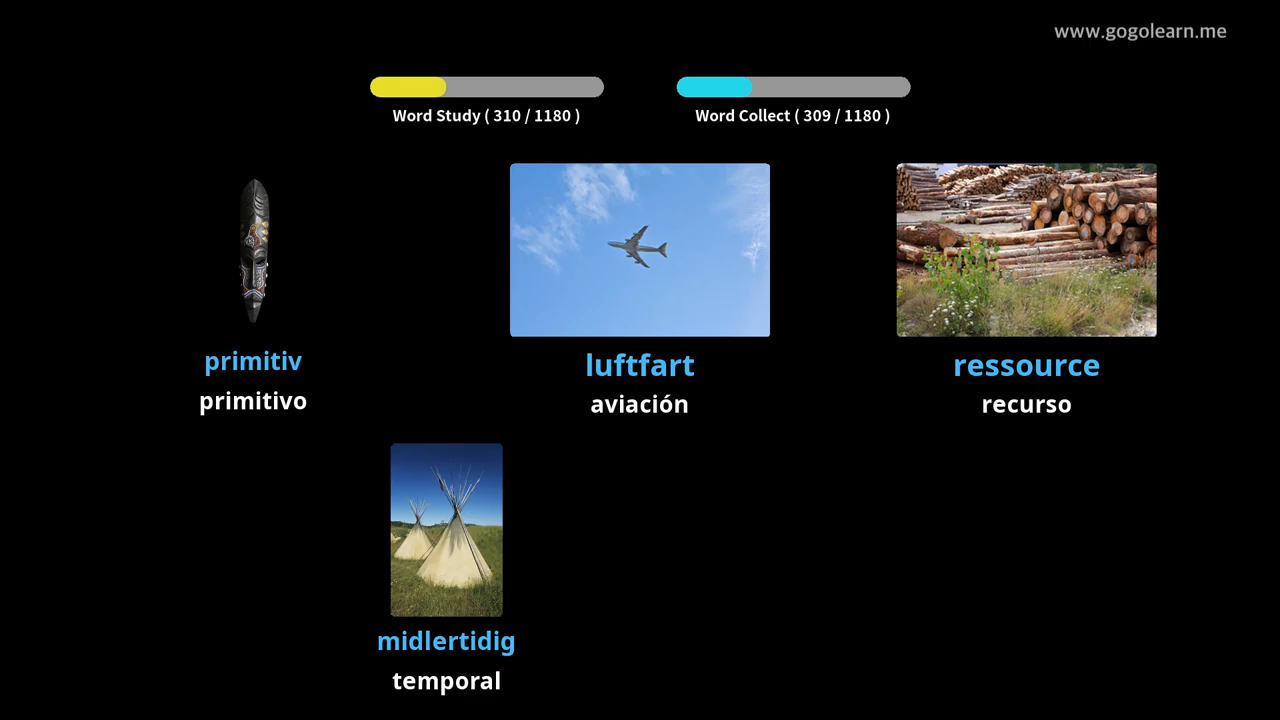 www.gogolearn.me
Word Study ( 310 / 1180 )
Word Collect ( 309 / 1180 )
primitiv
primitivo
luftfart
aviación
ressource
recurso
midlertidig
temporal